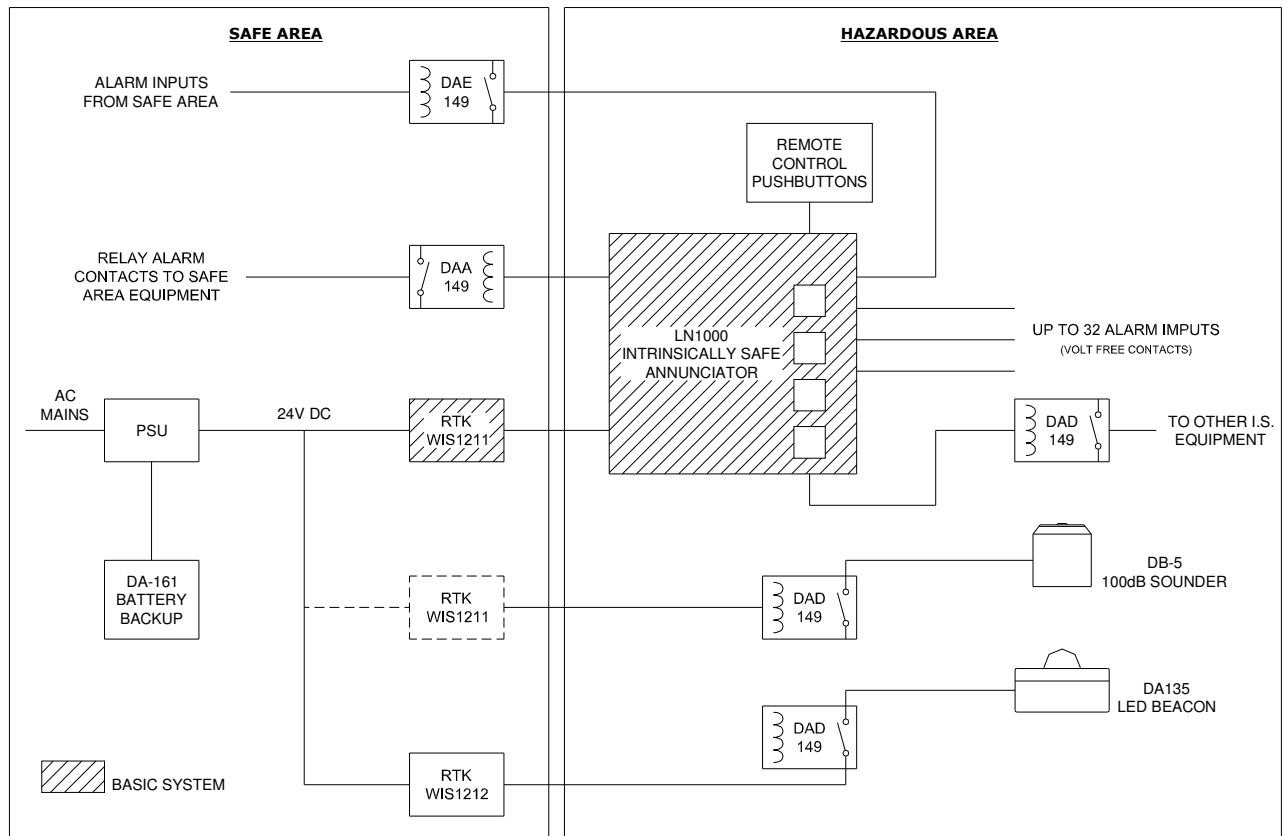 SAFE AREA
HAZARDOUS AREA
ALARM INPUTS
FROM SAFE AREA
DAE
149
REMOTE
CONTROL
PUSHBUTTONS
RELAY ALARM
CONTACTS TO SAFE
AREA EQUIPMENT
DAA
149
LN1000
INTRINSICALLY SAFE
ANNUNCIATOR
UP TO 32 ALARM IMPUTS
(VOLT FREE CONTACTS)
AC
MAINS
PSU
24V DC
RTK
WIS1211
DAD
149
TO OTHER I.S.
EQUIPMENT
DA-161
BATTERY
BACKUP
RTK
WIS1211
DAD
149
DB-5
100dB SOUNDER
DAD
149
DA135
LED BEACON
RTK
WIS1212
BASIC SYSTEM